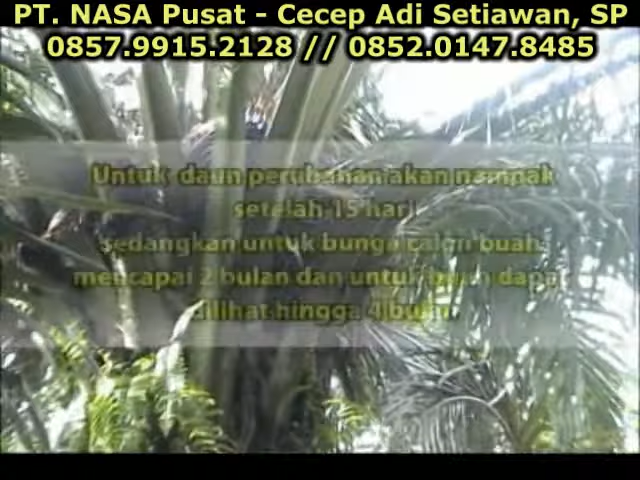 PT. NASA Pusat - Cecep Adi Setiawan, SP
0857.9915.2128 // 0852.0147.8485
Untuk daun perubahan akan nampak
setelah 15 hari
sedangkan untuk bunga calon buah
mencapai 2 bulan dan untuk buah dapat
dilihat hingga 4 bulan